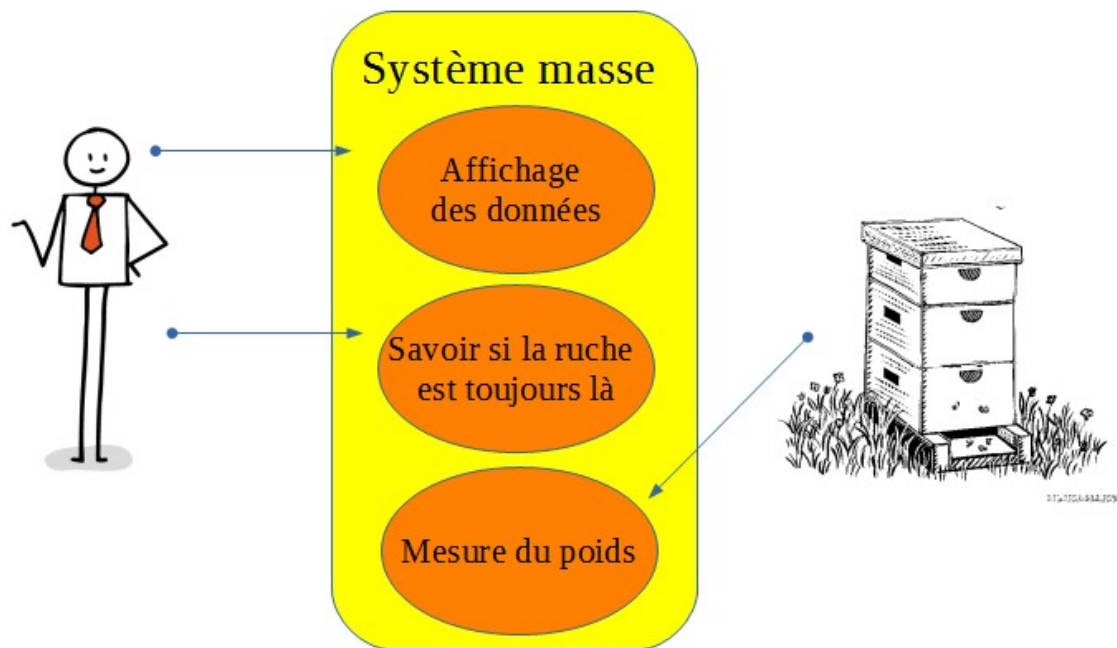 Système masse
Affichage
des données
Savoir si la ruche
est toujours là
Mesure du poids